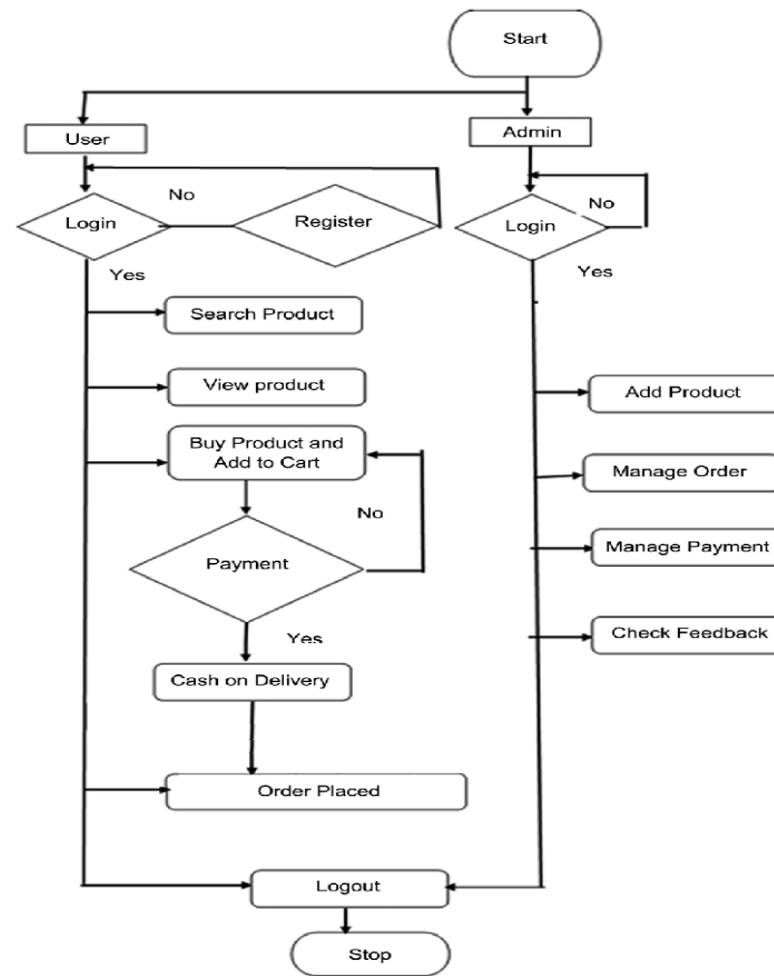 Start
User
Admin
No
Login
Register
No
Login
Yes
Yes
Search Product
View product
Add Product
Buy Product and
Add to Cart
Manage Order
No
Manage Payment
Payment
Yes
Check Feedback
Cash on Delivery
Order Placed
Logout
Stop